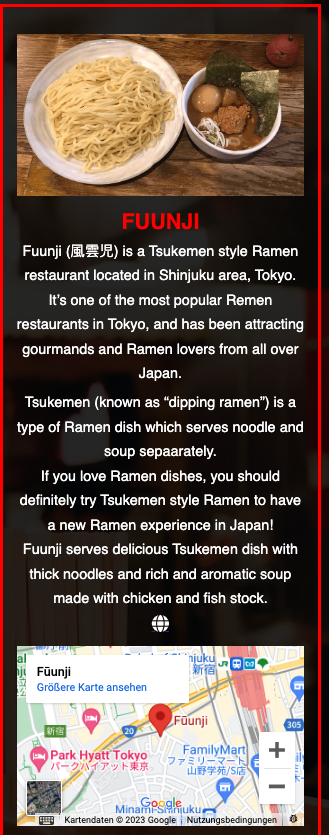 FUUNJI
Fuunji (風雲児) is a Tsukemen style Ramen
restaurant located in Shinjuku area, Tokyo.
It's one of the most popular Remen
restaurants in Tokyo, and has been attracting
gourmands and Ramen lovers from all over
Japan.
Tsukemen (known as “dipping ramen”) is a
type of Ramen dish which serves noodle and
soup sepaarately.
If you love Ramen dishes, you should
definitely try Tsukemen style Ramen to have
a new Ramen experience in Japan!
Fuunji serves delicious Tsukemen dish with
thick noodles and rich and aromatic soup
made with chicken and fish stock.
Fūunji
Größere Karte ansehen
新宿
20
Fūunji
305
Park Hyatt Tokyo
パークハイアット東京
FamilyMart
ファミリーマート
山野学苑/S店
Minami-Shinjuku
Google
+
−
Kartendaten © 2023 Google
Nutzungsbedingungen